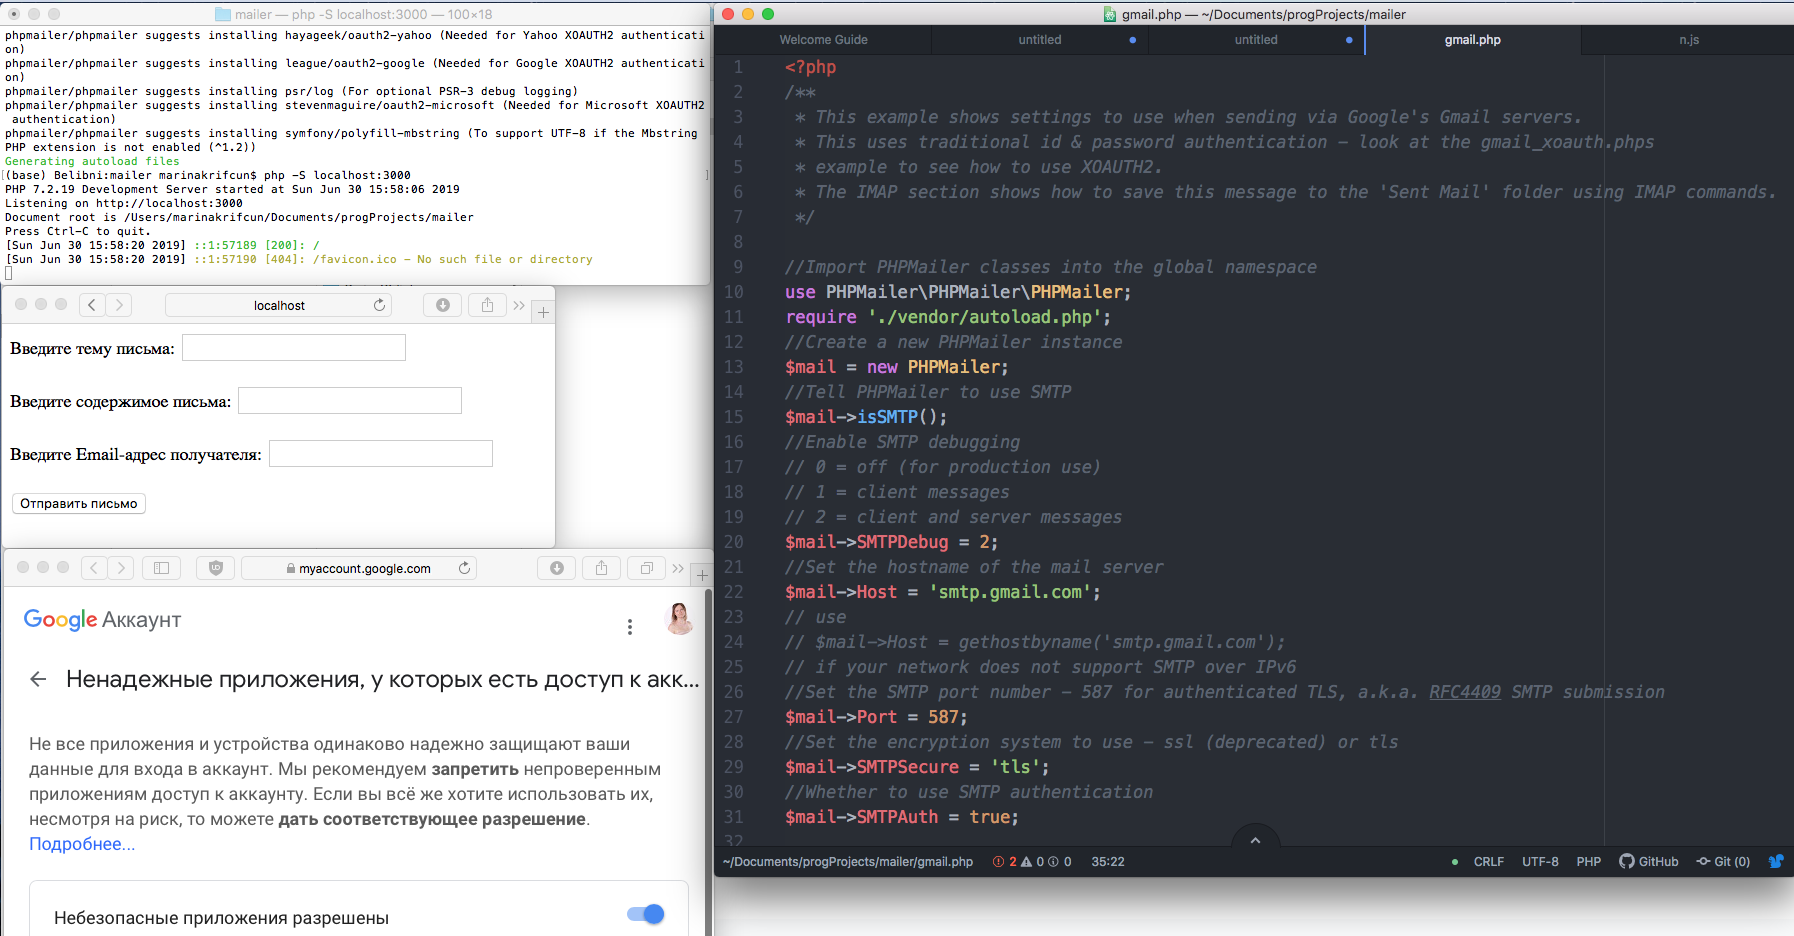 mailer — php -S localhost:3000 — 100×18
phpmailer/phpmailer suggests installing hayageek/oauth2-yahoo (Needed for Yahoo XOAUTH2 authenticati
on)
phpmailer/phpmailer suggests installing league/oauth2-google (Needed for Google XOAUTH2 authenticati
on)
phpmailer/phpmailer suggests installing psr/log (For optional PSR-3 debug logging)
phpmailer/phpmailer suggests installing stevenmaguire/oauth2-microsoft (Needed for Microsoft XOAUTH2
authentication)
phpmailer/phpmailer suggests installing symfony/polyfill-mbstring (To support UTF-8 if the Mbstring
PHP extension is not enabled (^1.2))
Generating autoload files
(base) Belibni:mailer marinakrifcun$ php -S localhost:3000
PHP 7.2.19 Development Server started at Sun Jun 30 15:58:06 2019
Listening on http://localhost:3000
Document root is /Users/marinakrifcun/Documents/progProjects/mailer
Press Ctrl-C to quit.
[Sun Jun 30 15:58:20 2019] ::1:57189 [200]: /
[Sun Jun 30 15:58:20 2019] ::1:57190 [404]: /favicon.ico - No such file or directory
localhost
Введите тему письма:
Введите содержимое письма:
Введите Email-адрес получателя:
Отправить письмо
myaccount.google.com
Google Аккаунт
Ненадежные приложения, у которых есть доступ к акк...
Не все приложения и устройства одинаково надежно защищают ваши
данные для входа в аккаунт. Мы рекомендуем запретить непроверенным
приложениям доступ к аккаунту. Если вы всё же хотите использовать их,
несмотря на риск, то можете дать соответствующее разрешение.
Подробнее...
Небезопасные приложения разрешены
gmail.php — ~/Documents/progProjects/mailer
Welcome Guide untitled untitled gmail.php n.js
1 <?php
2 /**
3 * This example shows settings to use when sending via Google's Gmail servers.
4 * This uses traditional id & password authentication - look at the gmail_xoauth.phps
5 * example to see how to use XOAUTH2.
6 * The IMAP section shows how to save this message to the 'Sent Mail' folder using IMAP commands.
7 */
8
9 //Import PHPMailer classes into the global namespace
10 use PHPMailer\PHPMailer\PHPMailer;
11 require './vendor/autoload.php';
12 //Create a new PHPMailer instance
13 $mail = new PHPMailer;
14 //Tell PHPMailer to use SMTP
15 $mail->isSMTP();
16 //Enable SMTP debugging
17 // 0 = off (for production use)
18 // 1 = client messages
19 // 2 = client and server messages
20 $mail->SMTPDebug = 2;
21 //Set the hostname of the mail server
22 $mail->Host = 'smtp.gmail.com';
23 // use
24 // $mail->Host = gethostbyname('smtp.gmail.com');
25 // if your network does not support SMTP over IPv6
26 //Set the SMTP port number - 587 for authenticated TLS, a.k.a. RFC4409 SMTP submission
27 $mail->Port = 587;
28 //Set the encryption system to use - ssl (deprecated) or tls
29 $mail->SMTPSecure = 'tls';
30 //Whether to use SMTP authentication
31 $mail->SMTPAuth = true;
32
~/Documents/progProjects/mailer/gmail.php 2 0 0 35:22 CRLF UTF-8 PHP GitHub Git (0)